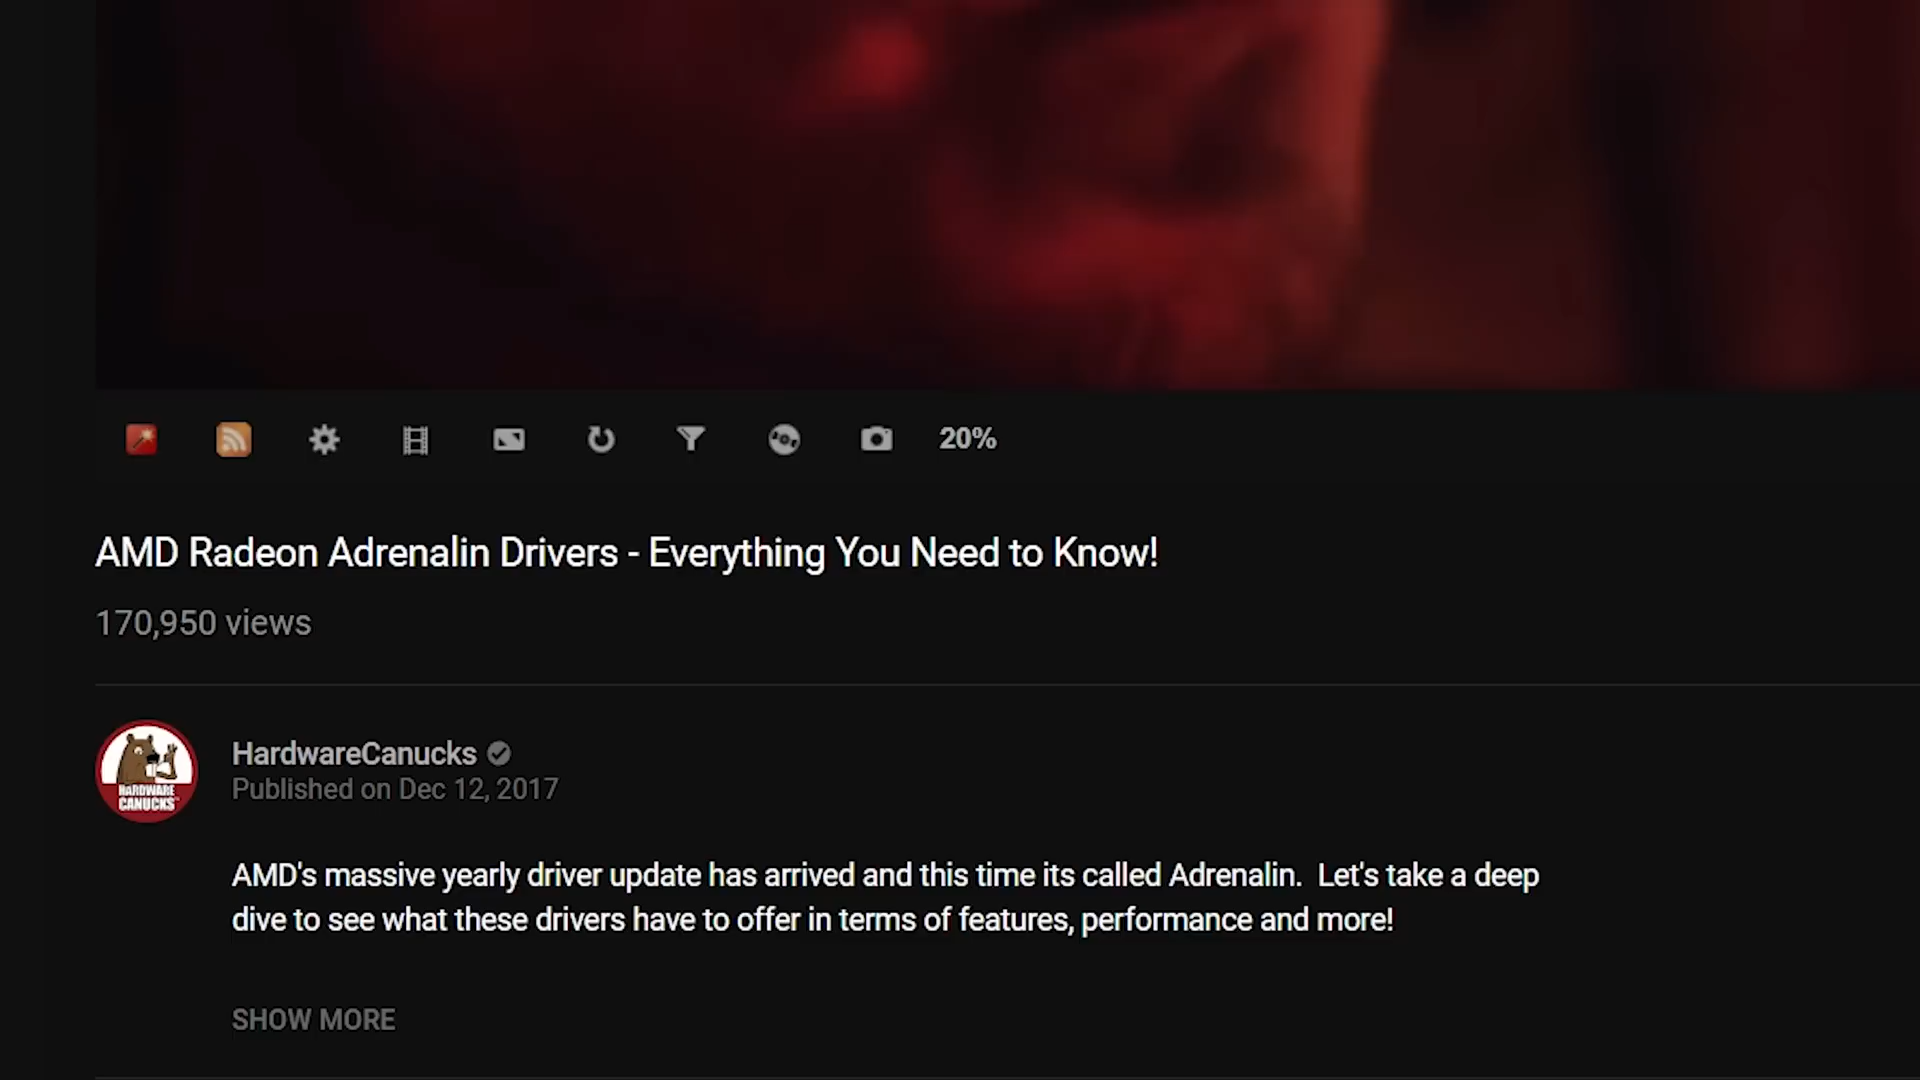 20%
AMD Radeon Adrenalin Drivers - Everything You Need to Know!
170,950 views
HardwareCanucks
Published on Dec 12, 2017
HARDWARE
CANUCKS
AMD's massive yearly driver update has arrived and this time its called Adrenalin.  Let's take a deep
dive to see what these drivers have to offer in terms of features, performance and more!
SHOW MORE